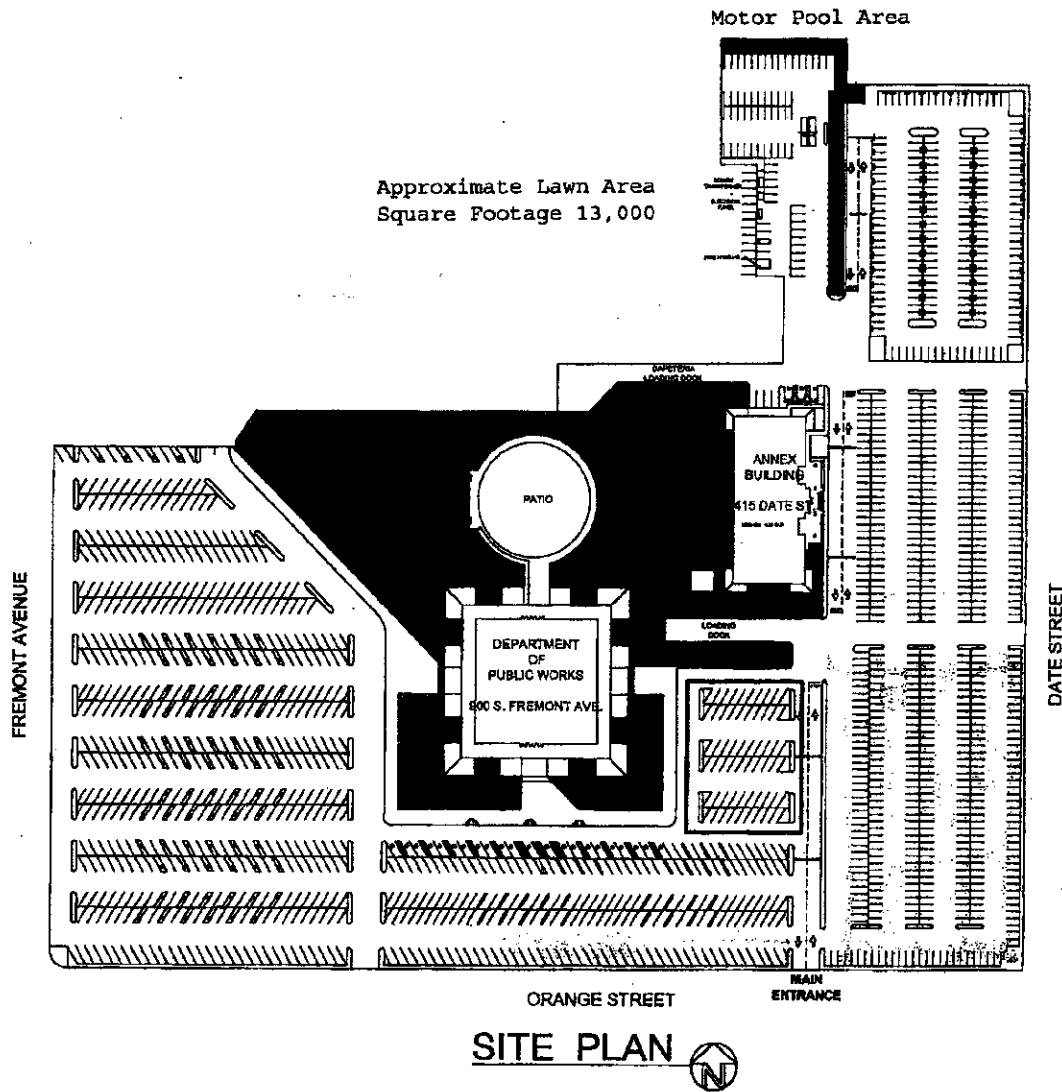 Motor Pool Area
Approximate Lawn Area
Square Footage 13,000
CAFETERIA
LOADING DOCK
ANNEX
BUILDING
415 DATE ST
PATIO
FREMONT AVENUE
DATE STREET
LOADING
DOCK
DEPARTMENT
OF
PUBLIC WORKS
900 S. FREMONT AVE.
MAIN
ENTRANCE
ORANGE STREET
SITE PLAN
N